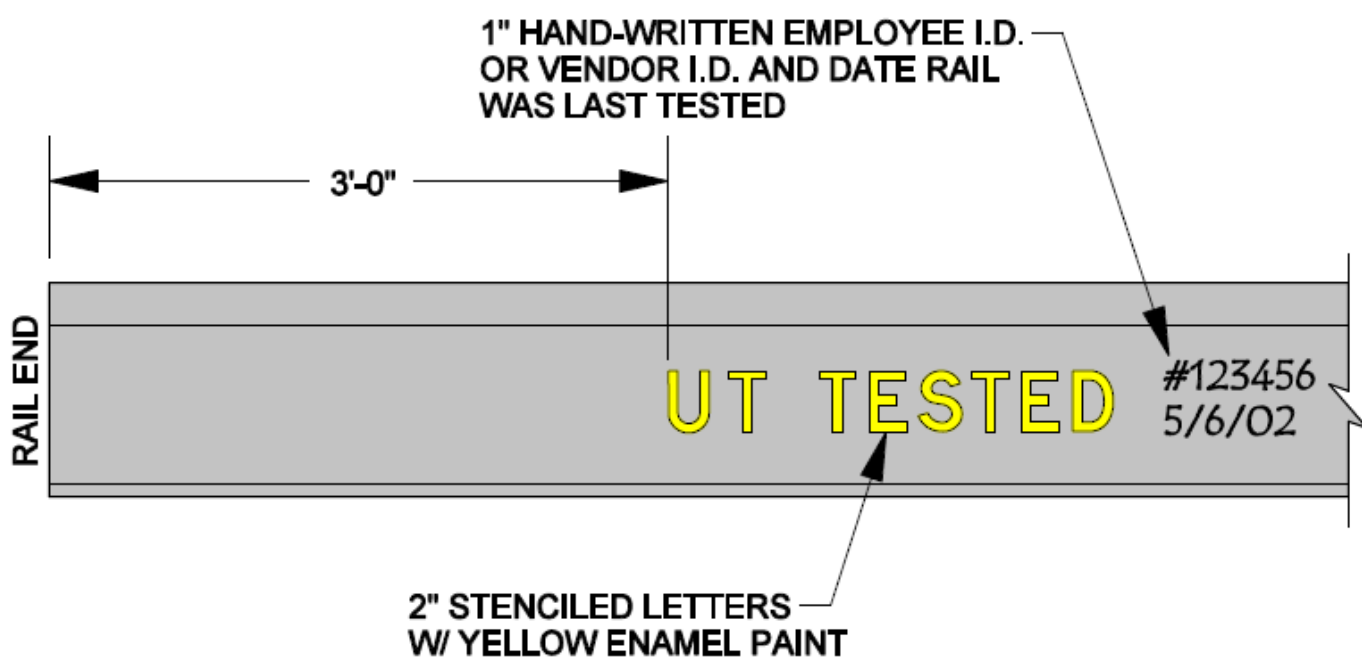 1" HAND-WRITTEN EMPLOYEE I.D.
OR VENDOR I.D. AND DATE RAIL
WAS LAST TESTED
3'-0"
RAIL END
UT TESTED
#123456
5/6/02
2" STENCILED LETTERS
W/ YELLOW ENAMEL PAINT